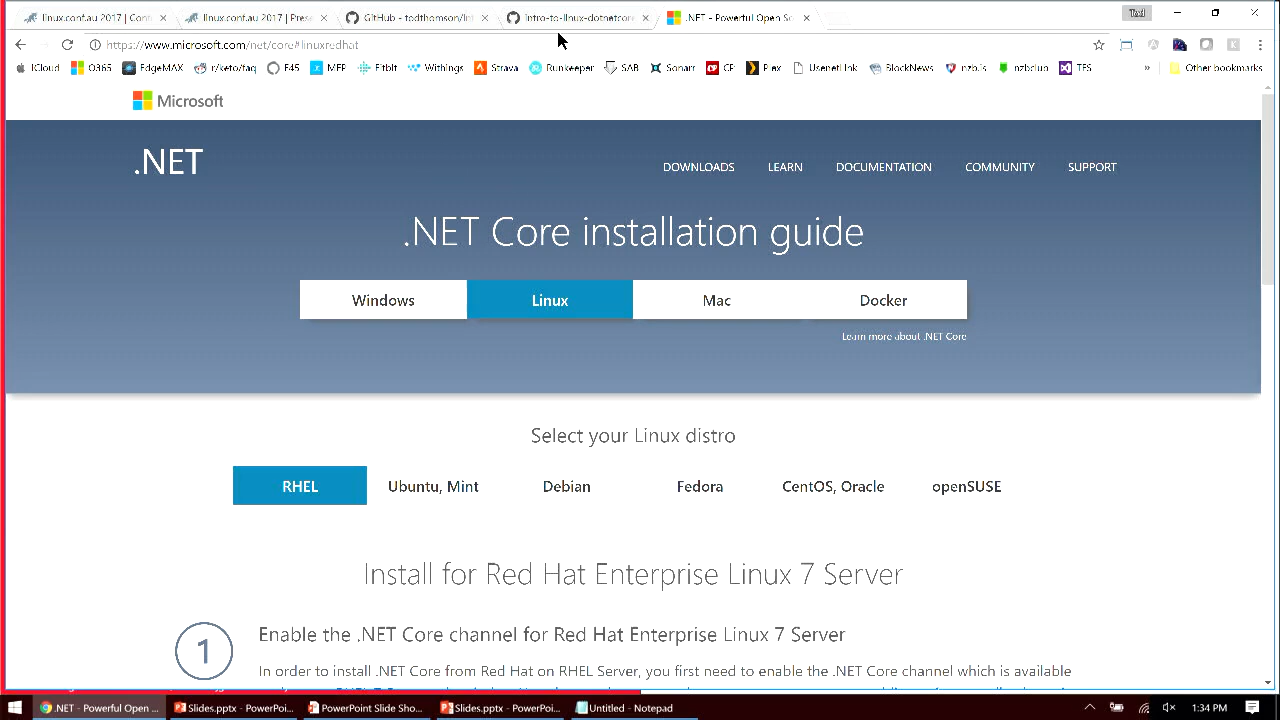 linux.conf.au 2017 | Cont
linux.conf.au 2017 | Pres
GitHub -
Intro-to-linux-dotnetcore
.NET - Powerful Open S
Tod
https://www.microsoft.com/net/core#linuxredhat
iCloud
O365
EdgeMAX
r/keto/faq
F45
MFP
Fitbit
Withings
Strava
Runkeeper
SAB
Sonarr
CP
Usenet Ink
BlockNews
nzbclub
TFS
»
Other bookmarks
Microsoft
.NET
DOWNLOADS
LEARN
DOCUMENTATION
COMMUNITY
SUPPORT
.NET Core installation guide
Windows
Linux
Mac
Docker
Learn more about .NET Core
Select your Linux distro
RHEL
Ubuntu, Mint
Debian
Fedora
CentOS, Oracle
openSUSE
Install for Red Hat Enterprise Linux 7 Server
1
Enable the .NET Core channel for Red Hat Enterprise Linux 7 Server
In order to install .NET Core from Red Hat on RHEL Server, you first need to enable the .NET Core channel which is available
.NET - Powerful Open ...
Slides.pptx - PowerPoi...
PowerPoint Slide Sho...
Slides.pptx - PowerPoi...
Untitled - Notepad
1:34 PM